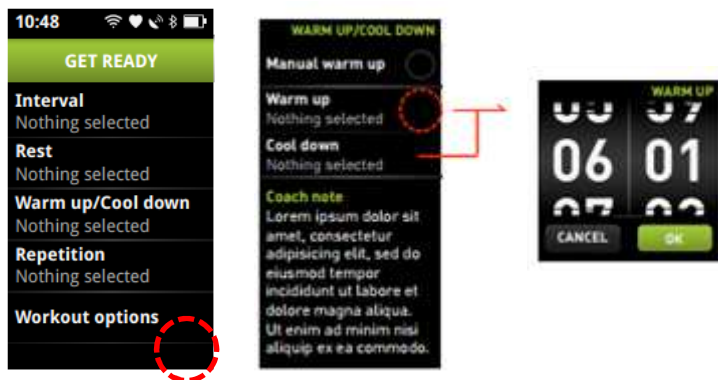 10:48
GET READY
Interval
Nothing selected
Rest
Nothing selected
Warm up/Cool down
Nothing selected
Repetition
Nothing selected
Workout options
WARM UP/COOL DOWN
Manual warm up
Warm up
Nothing selected
Cool down
Nothing selected
Coach note
Lorem ipsum dolor sit
amet, consectetur
adipisicing elit, sed do
eiusmod tempor
incididunt ut labore et
dolore magna aliqua.
Ut enim ad minim nisi
aliquip ex ea commodo.
WARM UP
06 01
CANCEL OK